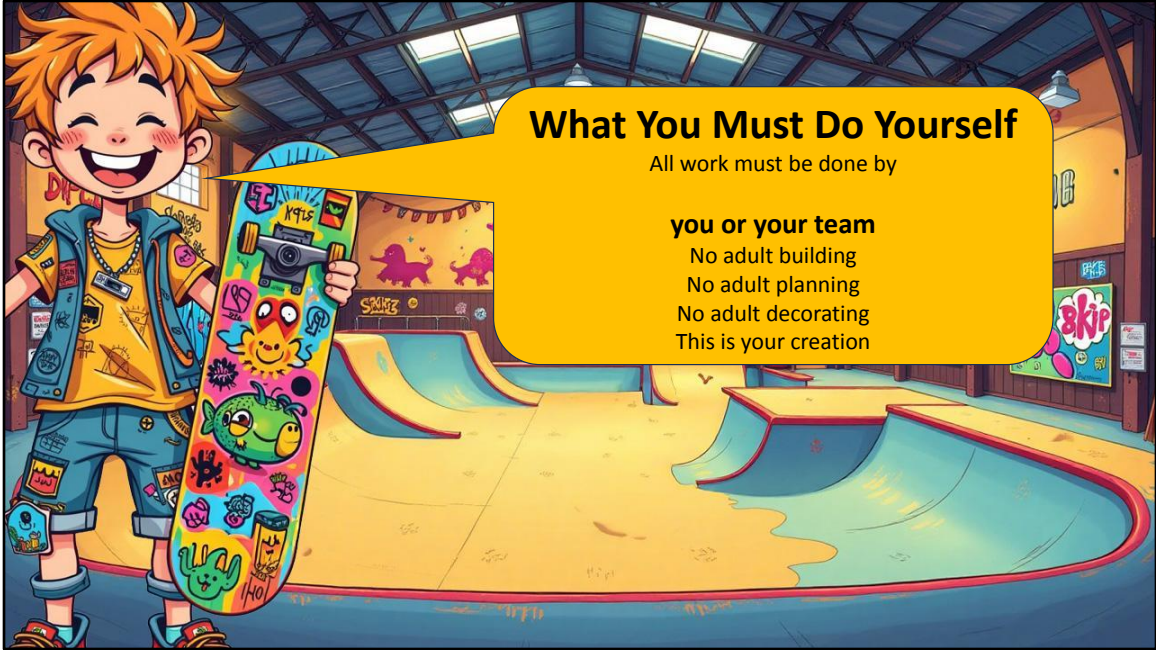 What You Must Do Yourself
All work must be done by
you or your team
No adult building
No adult planning
No adult decorating
This is your creation
BKiP